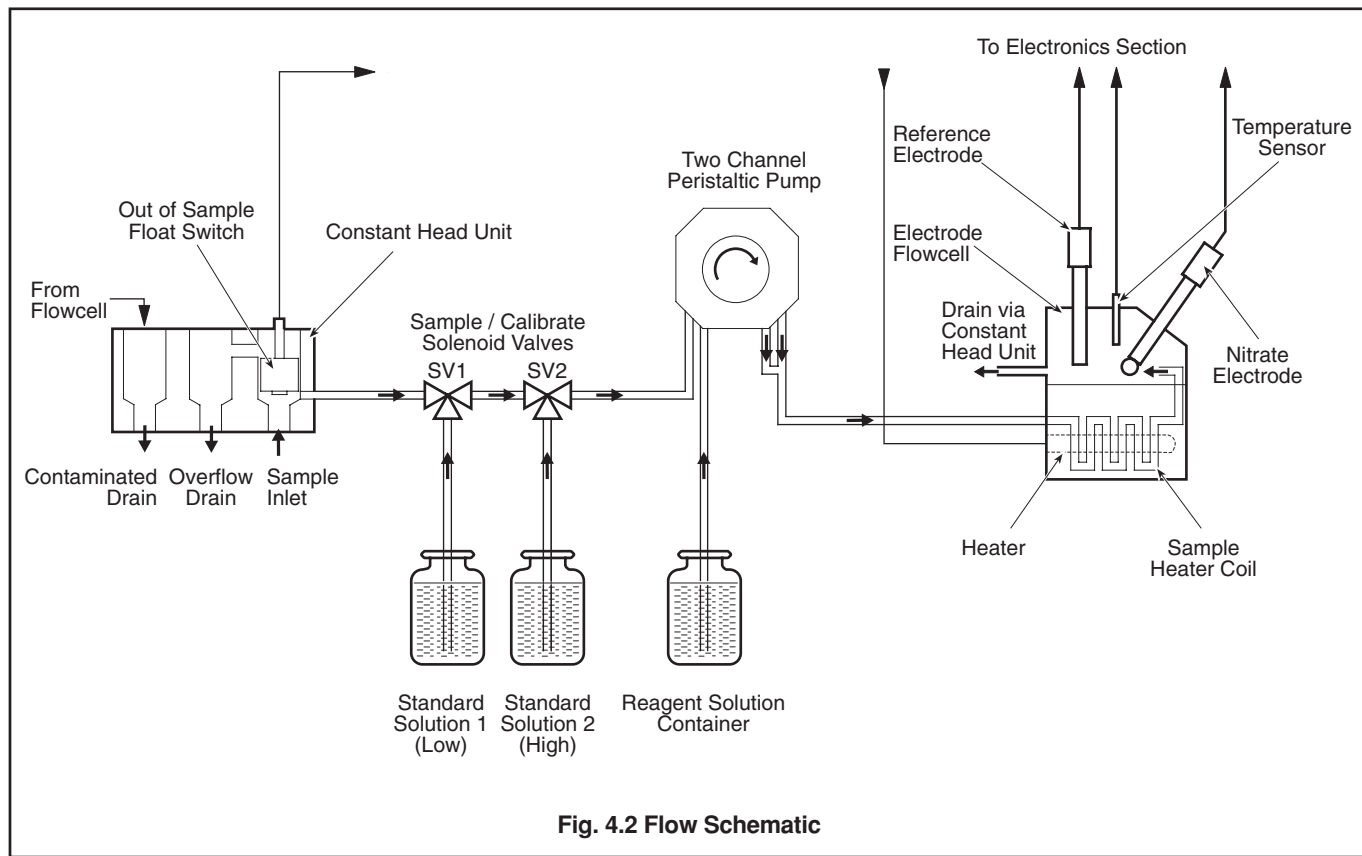 To Electronics Section
Reference
Electrode
Temperature
Sensor
Two Channel
Peristaltic Pump
Out of Sample
Float Switch
Constant Head Unit
Electrode
Flowcell
From
Flowcell
Sample / Calibrate
Solenoid Valves
SV1
SV2
Drain via
Constant
Head Unit
Nitrate
Electrode
Contaminated
Drain
Overflow
Drain
Sample
Inlet
Heater
Sample
Heater Coil
Standard
Solution 1
(Low)
Standard
Solution 2
(High)
Reagent Solution
Container
Fig. 4.2 Flow Schematic